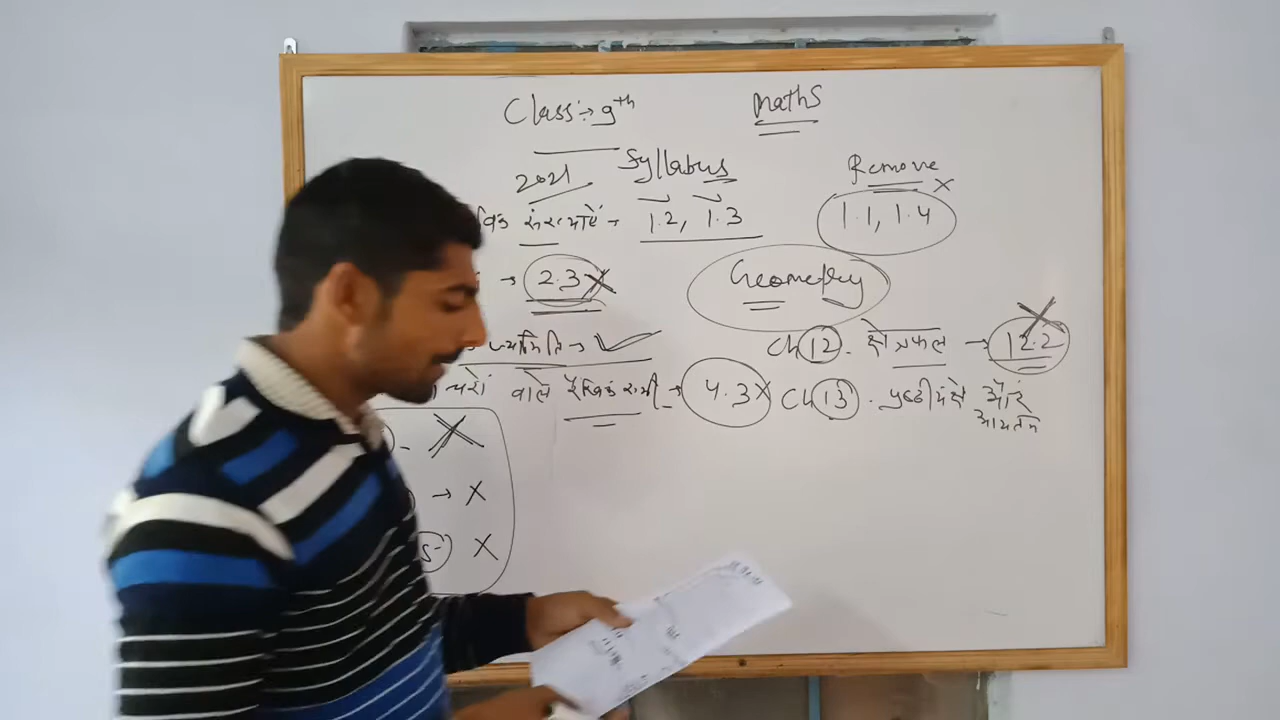 Class :→ 9th
Maths
2021 Syllabus
Remove
संख्याएं → 1.2, 1.3
1.1, 1.4 ×
→ 2.3 ×
Geometry
ज्यामिति → ✓
Ch 12. क्षेत्रफल → 12.2 ×
चरों वाले रैखिक समी → 4.3 ×
Ch 13. पृष्ठीय क्षे और
आयतन
- ×
→ ×
×